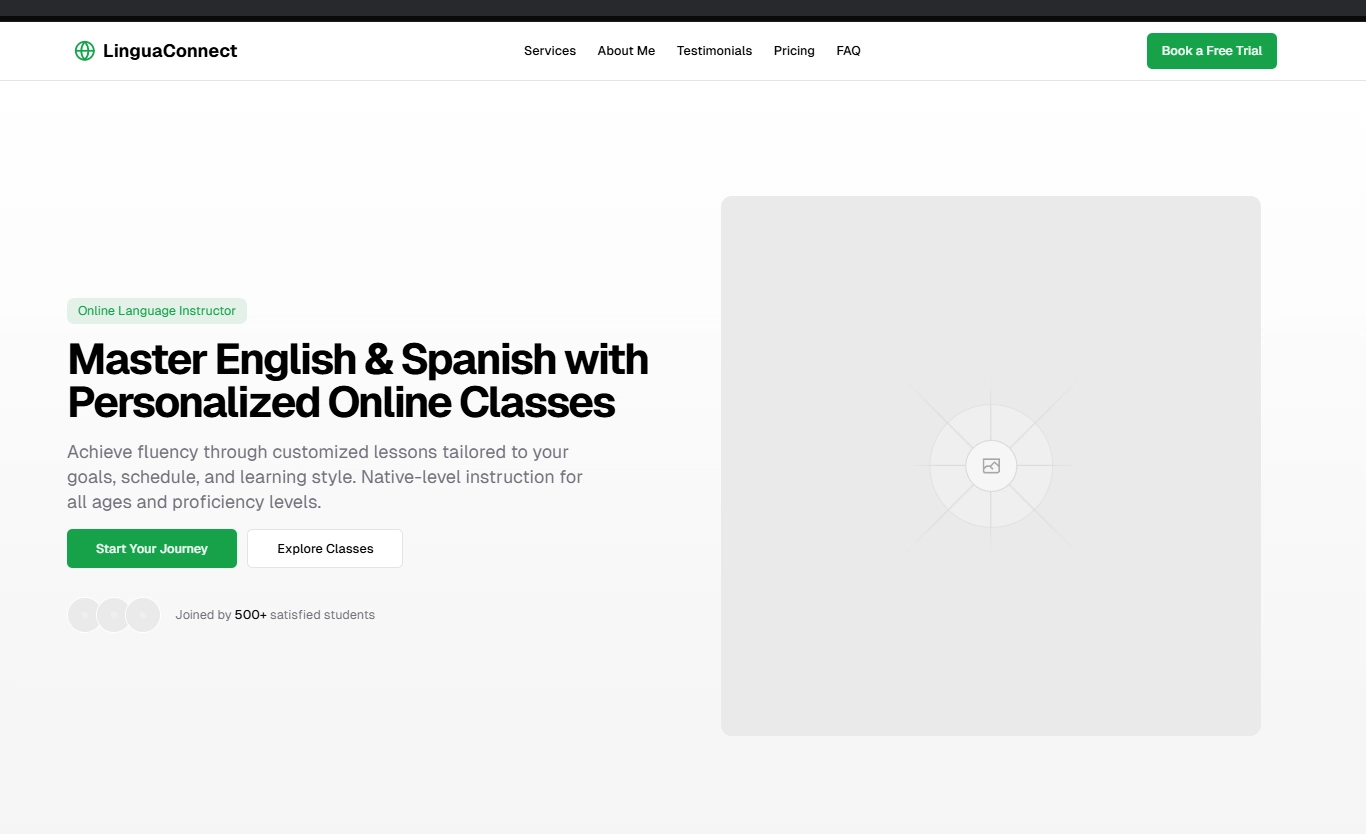 LinguaConnect
Services
About Me
Testimonials
Pricing
FAQ
Book a Free Trial
Online Language Instructor
Master English & Spanish with
Personalized Online Classes
Achieve fluency through customized lessons tailored to your
goals, schedule, and learning style. Native-level instruction for
all ages and proficiency levels.
Start Your Journey
Explore Classes
Joined by 500+ satisfied students